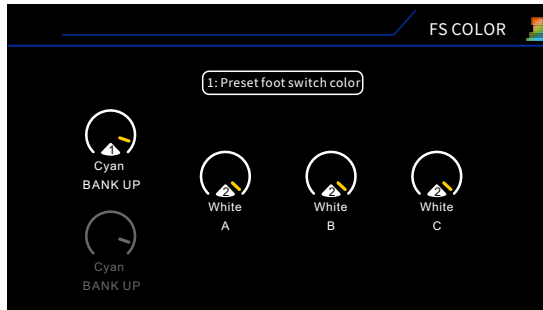 FS COLOR
1: Preset foot switch color
1
Cyan
BANK UP
2
White
A
2
White
B
2
White
C
Cyan
BANK UP